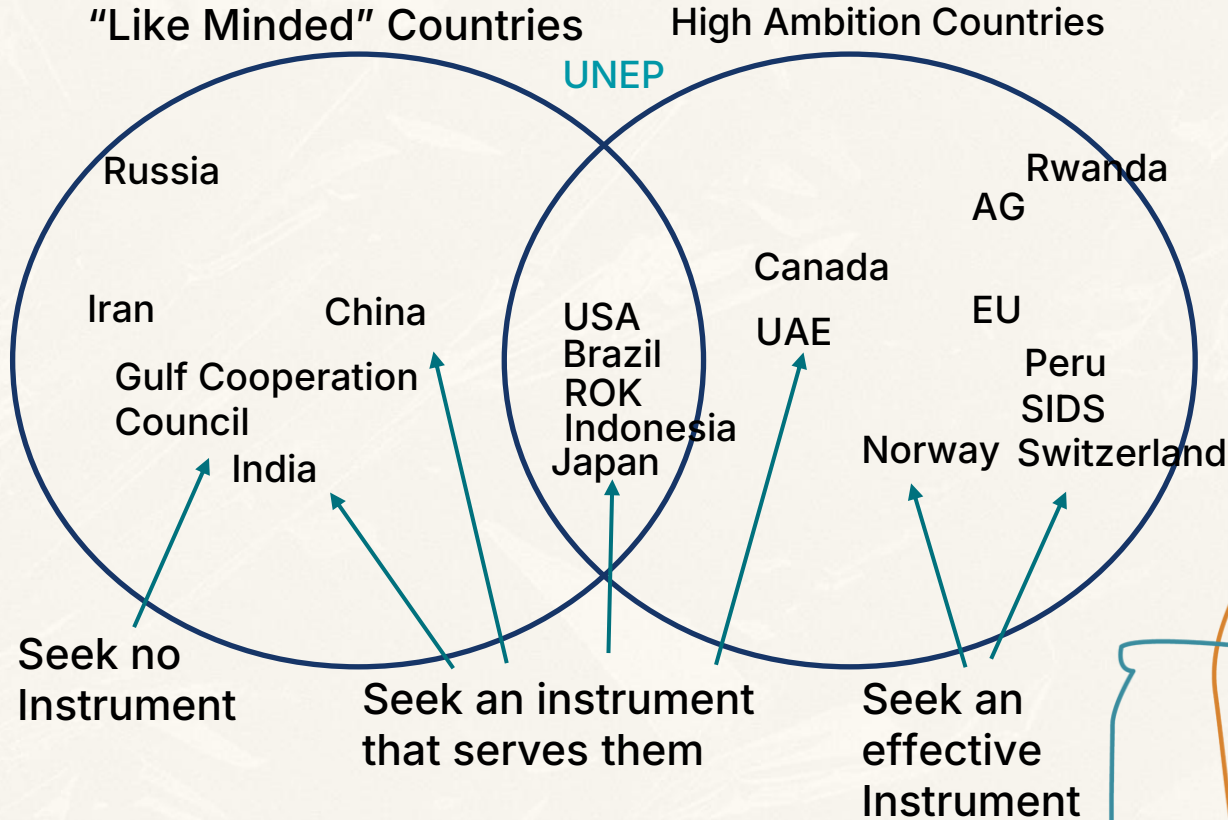 “Like Minded” Countries
High Ambition Countries
UNEP
Russia
Rwanda
AG
Canada
Iran
China
USA
UAE
EU
Brazil
Peru
Gulf Cooperation
Council
ROK
SIDS
Indonesia
India
Japan
Norway
Switzerland
Seek no
Instrument
Seek an instrument
that serves them
Seek an
effective
Instrument